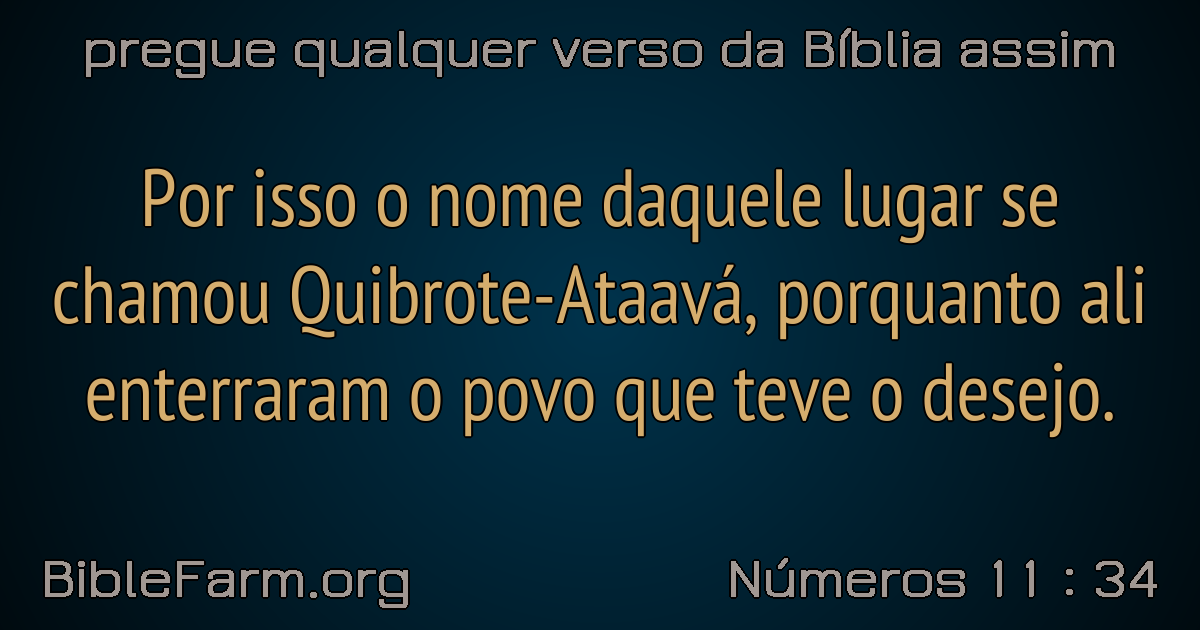 pregue qualquer verso da Bíblia assim
Por isso o nome daquele lugar se
chamou Quibrote-Ataavá, porquanto ali
enterraram o povo que teve o desejo.
BibleFarm.org
Números 11 : 34